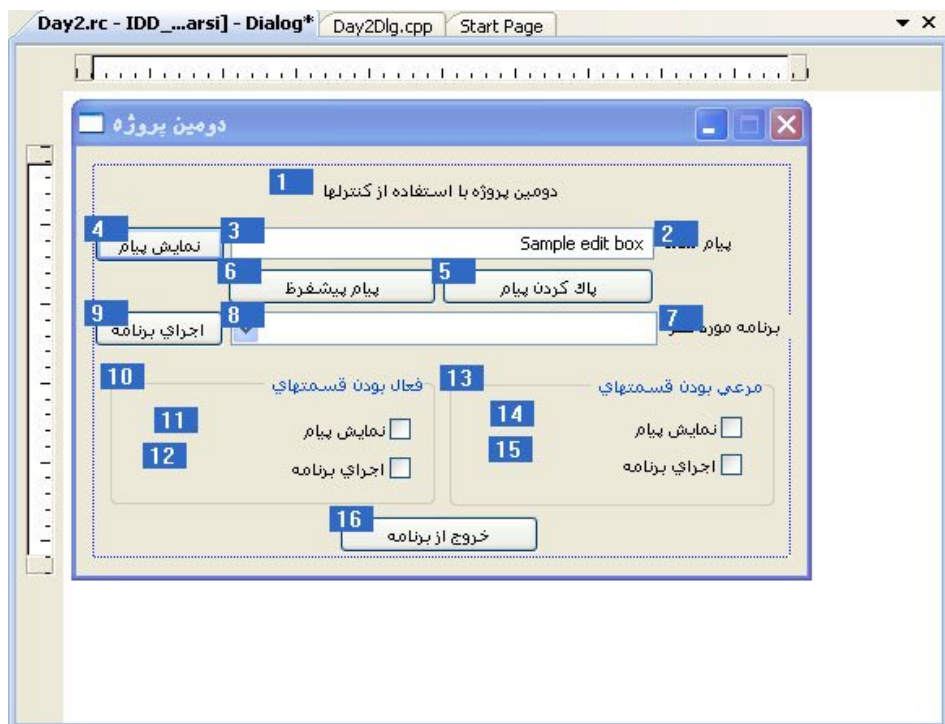 Day2.rc - IDD_...arsi] - Dialog* Day2Dlg.cpp Start Page
دومین پروژه
1 دومین پروژه با استفاده از کنترلها
پیام 2 Sample edit box 3 نمایش پیام 4
پاك کردن پیام 5 پیام پیشفرظ 6
برنامه مورد 7 8 اجراي برنامه 9
مرعي بودن قسمتهاي 13 فعال بودن قسمتهاي 10
نمایش پیام 14 نمایش پیام 11
اجراي برنامه 15 اجراي برنامه 12
16 خروج از برنامه